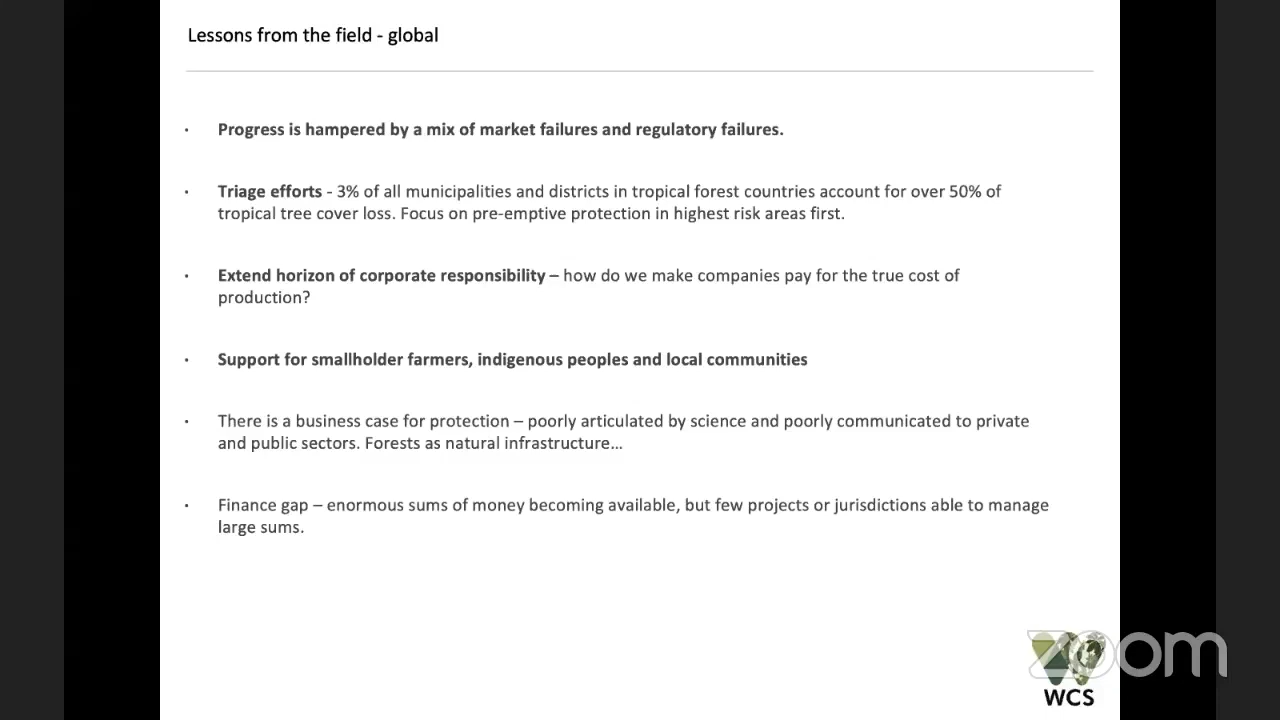 Lessons from the field - global
· Progress is hampered by a mix of market failures and regulatory failures.
· Triage efforts - 3% of all municipalities and districts in tropical forest countries account for over 50% of
tropical tree cover loss. Focus on pre-emptive protection in highest risk areas first.
· Extend horizon of corporate responsibility – how do we make companies pay for the true cost of
production?
· Support for smallholder farmers, indigenous peoples and local communities
· There is a business case for protection – poorly articulated by science and poorly communicated to private
and public sectors. Forests as natural infrastructure…
· Finance gap – enormous sums of money becoming available, but few projects or jurisdictions able to manage
large sums.
zoom
WCS